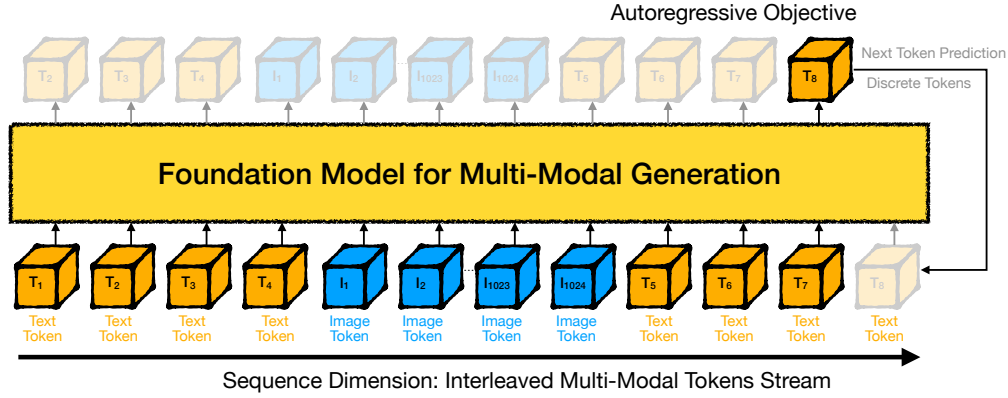 Autoregressive Objective
T2 T3 T4 I1 I2 I1023 I1024 T5 T6 T7 T8
Next Token Prediction
Discrete Tokens
Foundation Model for Multi-Modal Generation
T1 T2 T3 T4 I1 I2 I1023 I1024 T5 T6 T7 T8
Text Text Text Text Image Image Image Image Text Text Text Text
Token Token Token Token Token Token Token Token Token Token Token Token
Sequence Dimension: Interleaved Multi-Modal Tokens Stream